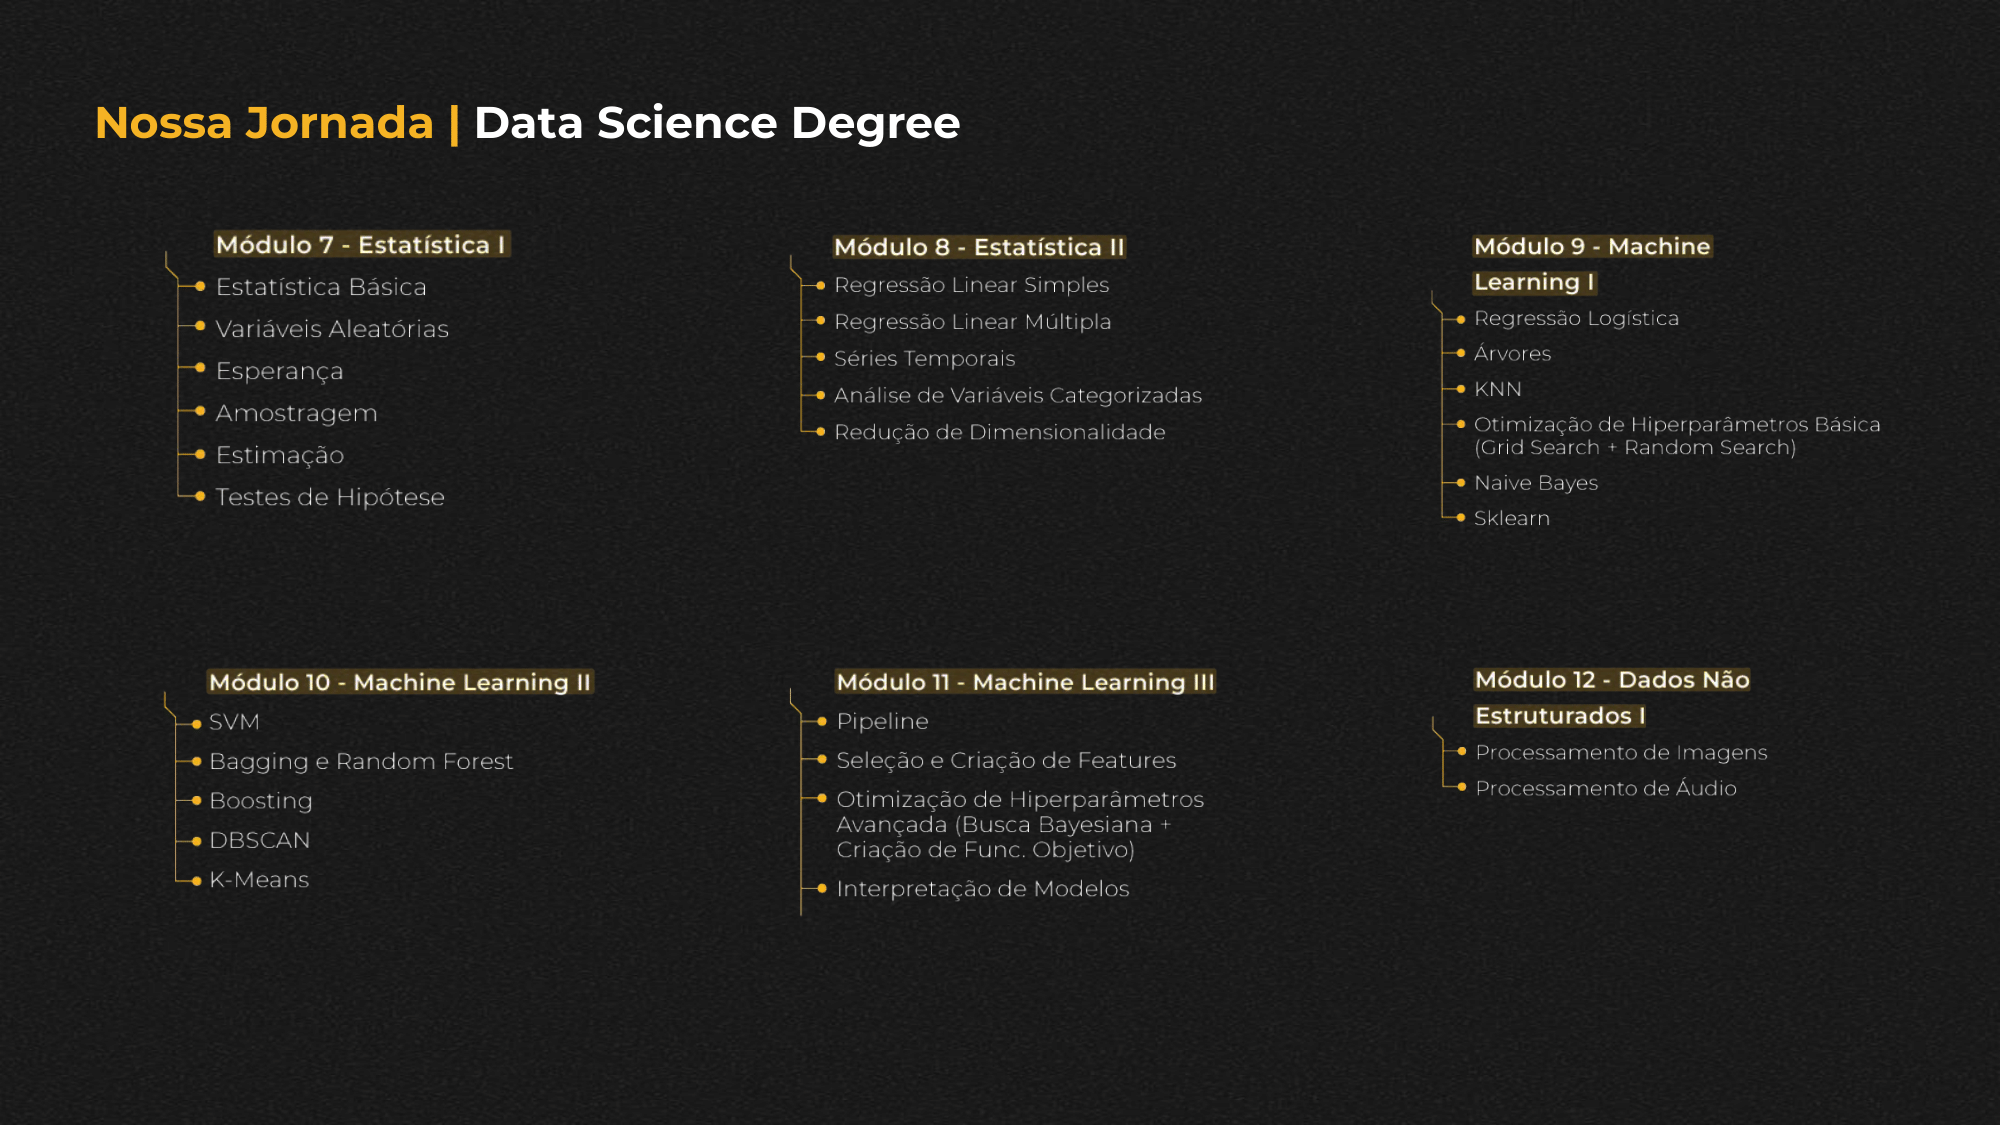 Nossa Jornada | Data Science Degree
Módulo 7 - Estatística I
Estatística Básica
Variáveis Aleatórias
Esperança
Amostragem
Estimação
Testes de Hipótese
Módulo 8 - Estatística II
Regressão Linear Simples
Regressão Linear Múltipla
Séries Temporais
Análise de Variáveis Categorizadas
Redução de Dimensionalidade
Módulo 9 - Machine
Learning I
Regressão Logística
Árvores
KNN
Otimização de Hiperparâmetros Básica
(Grid Search + Random Search)
Naive Bayes
Sklearn
Módulo 10 - Machine Learning II
SVM
Bagging e Random Forest
Boosting
DBSCAN
K-Means
Módulo 11 - Machine Learning III
Pipeline
Seleção e Criação de Features
Otimização de Hiperparâmetros
Avançada (Busca Bayesiana +
Criação de Func. Objetivo)
Interpretação de Modelos
Módulo 12 - Dados Não
Estruturados I
Processamento de Imagens
Processamento de Áudio